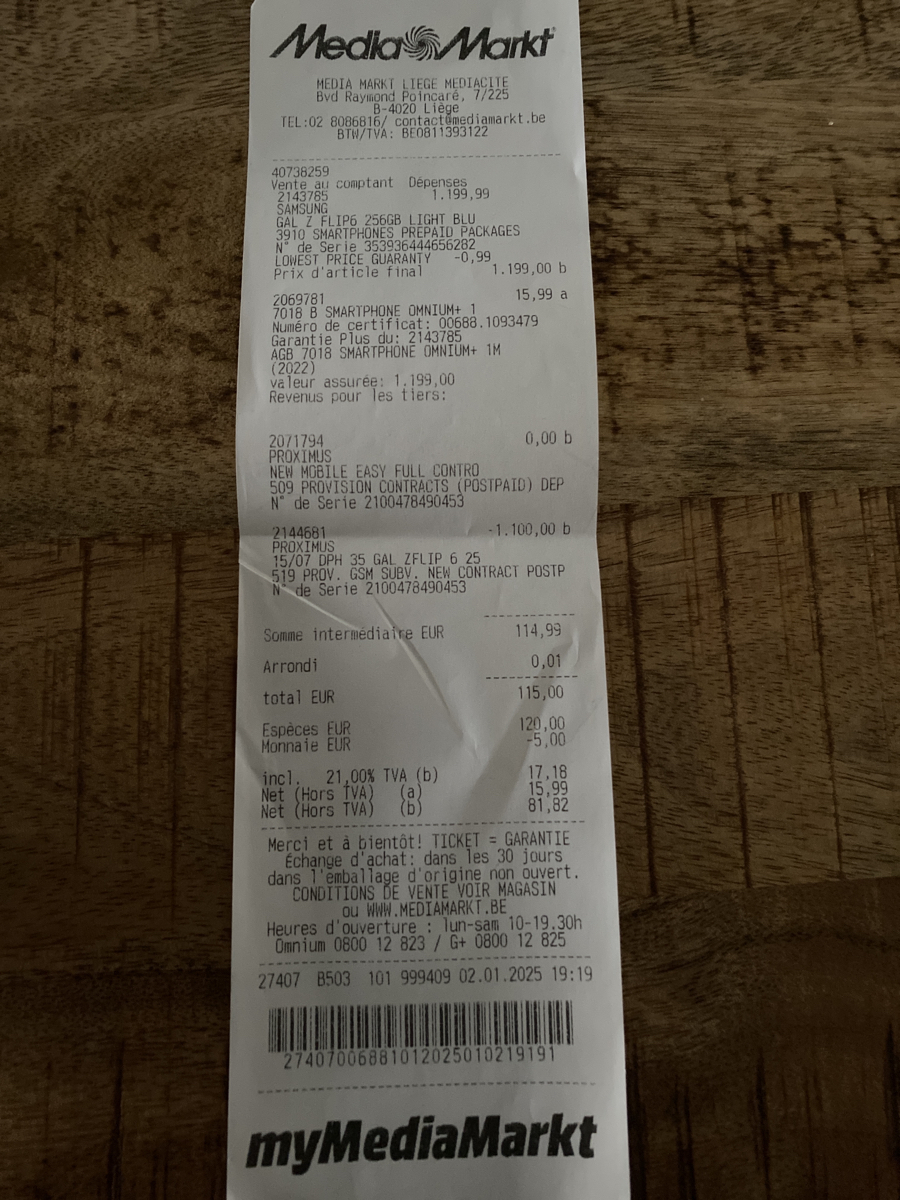 Media Markt
MEDIA MARKT LIEGE MEDIACITE
Bvd Raymond Poincaré, 7/225
B-4020 Liège
TEL:02 8086816/ contact@mediamarkt.be
BTW/TVA: BE0811393122
40738259
Vente au comptant Dépenses
2143785 1.199,99
SAMSUNG
GAL Z FLIP6 256GB LIGHT BLU
3910 SMARTPHONES PREPAID PACKAGES
N° de Serie 353936444656282
LOWEST PRICE GUARANTY -0,99
Prix d'article final 1.199,00 b
2069781 15,99 a
7018 B SMARTPHONE OMNIUM+ 1
Numéro de certificat: 00688.1093479
Garantie Plus du: 2143785
AGB 7018 SMARTPHONE OMNIUM+ 1M
(2022)
valeur assurée: 1.199,00
Revenus pour les tiers:
2071794 0,00 b
PROXIMUS
NEW MOBILE EASY FULL CONTRO
509 PROVISION CONTRACTS (POSTPAID) DEP
N° de Serie 2100478490453
2144681 -1.100,00 b
PROXIMUS
15/07 DPH 35 GAL ZFLIP 6 25
519 PROV. GSM SUBV. NEW CONTRACT POSTP
N° de Serie 2100478490453
Somme intermédiaire EUR 114,99
Arrondi 0,01
total EUR 115,00
Espèces EUR 120,00
Monnaie EUR -5,00
incl. 21,00% TVA (b) 17,18
Net (Hors TVA) (a) 15,99
Net (Hors TVA) (b) 81,82
Merci et à bientôt! TICKET = GARANTIE
Échange d'achat: dans les 30 jours
dans l'emballage d'origine non ouvert.
CONDITIONS DE VENTE VOIR MAGASIN
ou WWW.MEDIAMARKT.BE
Heures d'ouverture : lun-sam 10-19.30h
Omnium 0800 12 823 / G+ 0800 12 825
27407 B503 101 999409 02.01.2025 19:19
2740700688101202501021919​1
myMediaMarkt